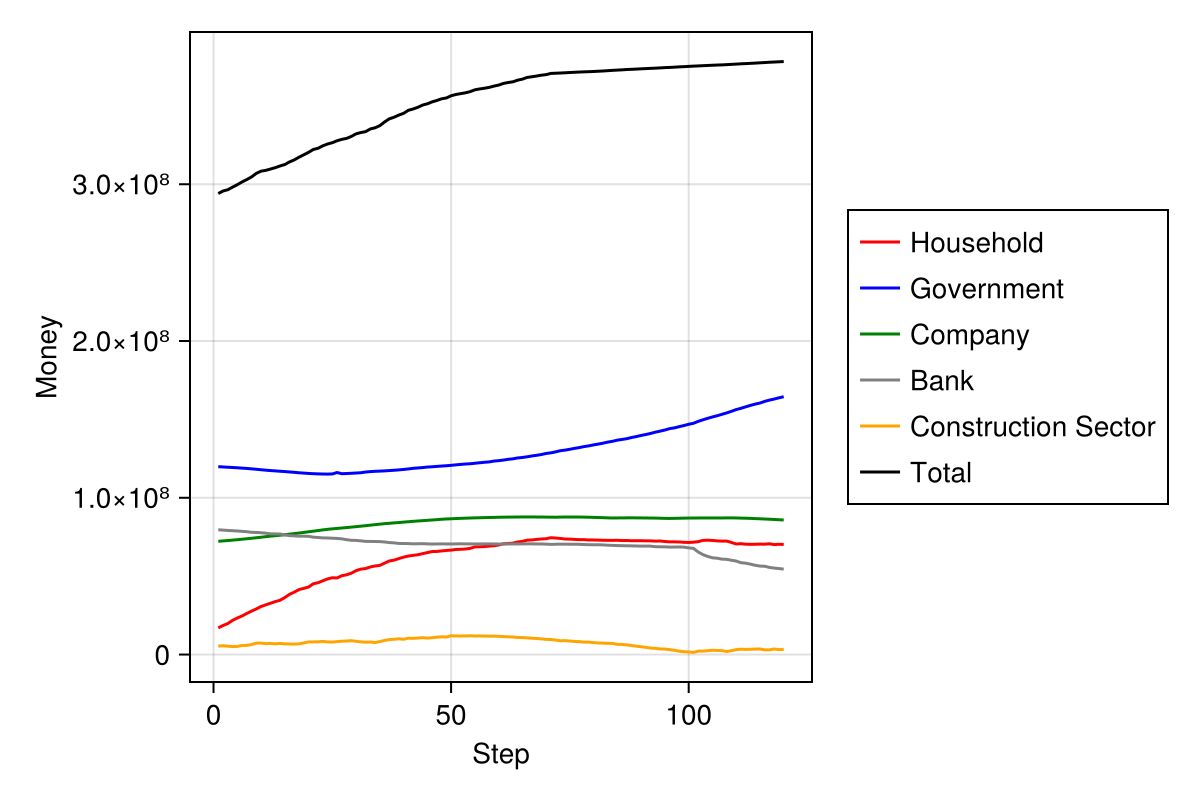 Money
3.0×10⁸
2.0×10⁸
1.0×10⁸
0
0
50
100
Step
Household
Government
Company
Bank
Construction Sector
Total